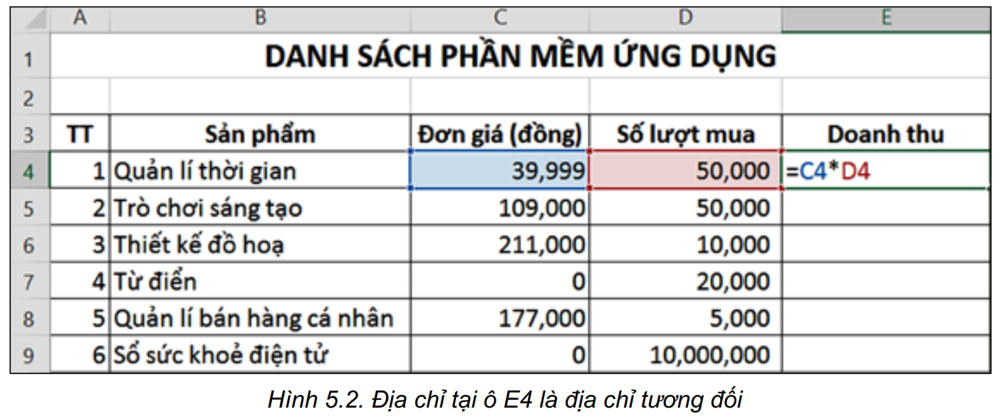 A B C D E
1 DANH SÁCH PHẦN MỀM ỨNG DỤNG
2
3 TT Sản phẩm Đơn giá (đồng) Số lượt mua Doanh thu
4 1 Quản lí thời gian 39,999 50,000 =C4*D4
5 2 Trò chơi sáng tạo 109,000 50,000
6 3 Thiết kế đồ hoạ 211,000 10,000
7 4 Từ điển 0 20,000
8 5 Quản lí bán hàng cá nhân 177,000 5,000
9 6 Sổ sức khoẻ điện tử 0 10,000,000
Hình 5.2. Địa chỉ tại ô E4 là địa chỉ tương đối